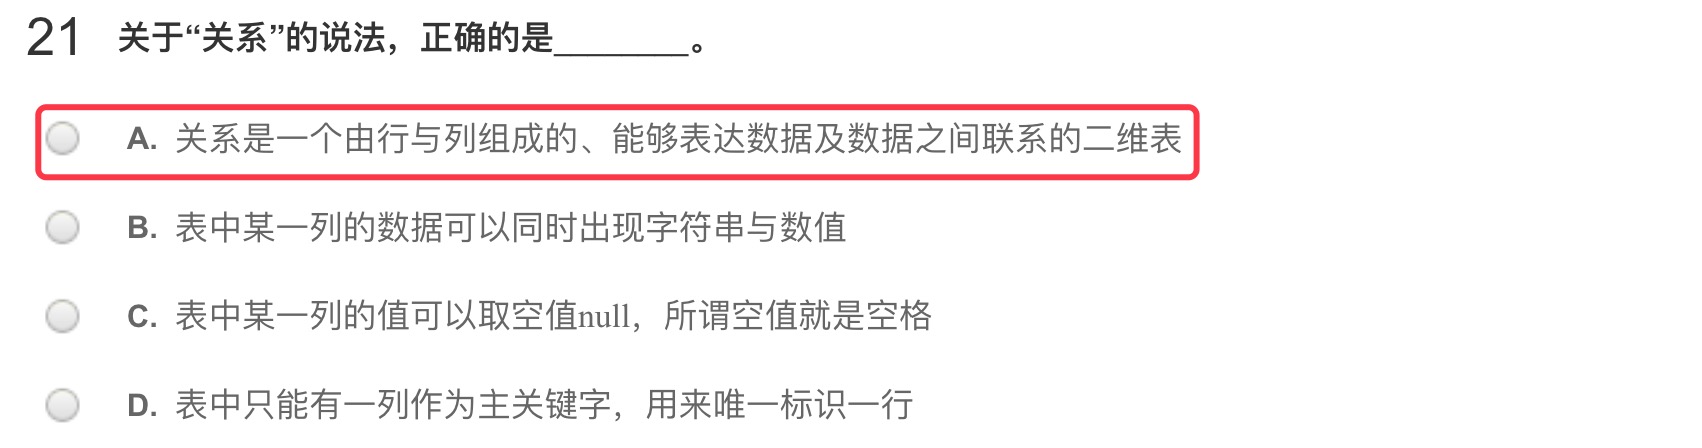 21 关于“关系”的说法，正确的是________。
A. 关系是一个由行与列组成的、能够表达数据及数据之间联系的二维表
B. 表中某一列的数据可以同时出现字符串与数值
C. 表中某一列的值可以取空值null，所谓空值就是空格
D. 表中只能有一列作为主关键字，用来唯一标识一行